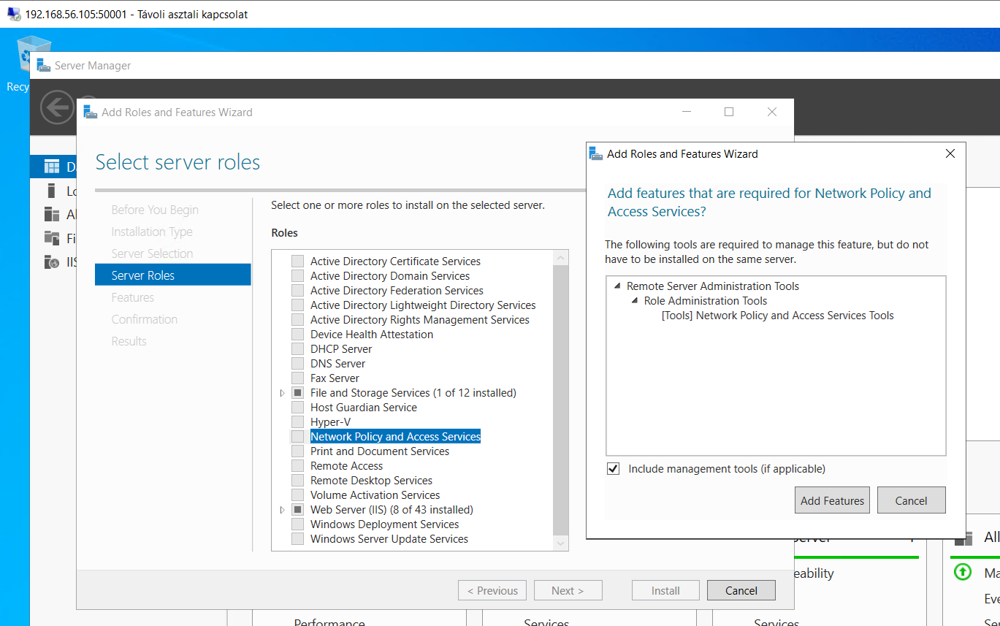 192.168.56.105:50001 - Távoli asztali kapcsolat
Server Manager
Recy
Add Roles and Features Wizard
Select server roles
Before You Begin
Installation Type
Server Selection
Server Roles
Features
Confirmation
Results
Select one or more roles to install on the selected server.
Roles
Active Directory Certificate Services
Active Directory Domain Services
Active Directory Federation Services
Active Directory Lightweight Directory Services
Active Directory Rights Management Services
Device Health Attestation
DHCP Server
DNS Server
Fax Server
File and Storage Services (1 of 12 installed)
Host Guardian Service
Hyper-V
Network Policy and Access Services
Print and Document Services
Remote Access
Remote Desktop Services
Volume Activation Services
Web Server (IIS) (8 of 43 installed)
Windows Deployment Services
Windows Server Update Services
< Previous
Next >
Install
Cancel
Add Roles and Features Wizard
Add features that are required for Network Policy and
Access Services?
The following tools are required to manage this feature, but do not
have to be installed on the same server.
Remote Server Administration Tools
Role Administration Tools
[Tools] Network Policy and Access Services Tools
Include management tools (if applicable)
Add Features
Cancel
Lo
Al
Fi
IIS
All
eability
Ma
Eve
Performance
Services
Services